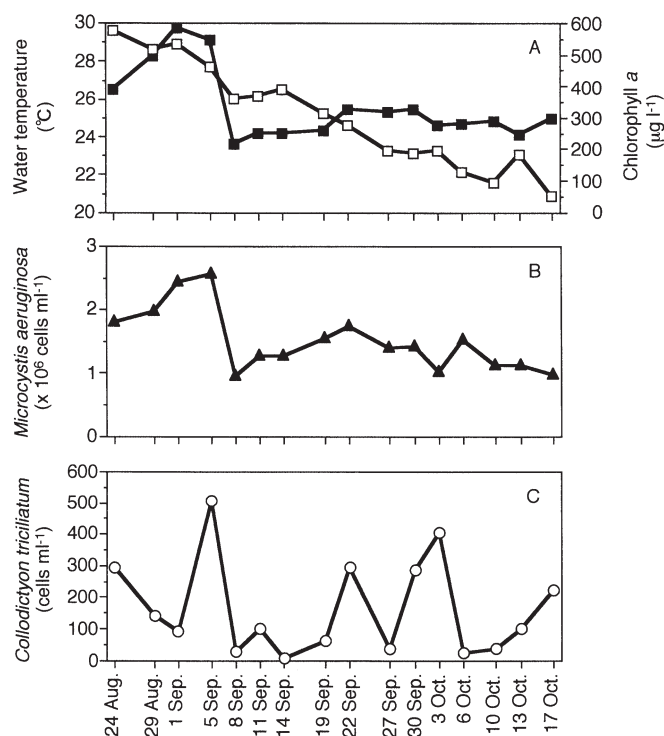 30
28
26
24
22
20
Water temperature
(°C)
A
600
500
400
300
200
100
0
Chlorophyll a
(µg l-1)
3
2
1
0
Microcystis aeruginosa
(x 10⁶ cells ml-1)
B
600
500
400
300
200
100
0
Collodictyon triciliatum
(cells ml-1)
C
24 Aug.
29 Aug.
1 Sep.
5 Sep.
8 Sep.
11 Sep.
14 Sep.
19 Sep.
22 Sep.
27 Sep.
30 Sep.
3 Oct.
6 Oct.
10 Oct.
13 Oct.
17 Oct.